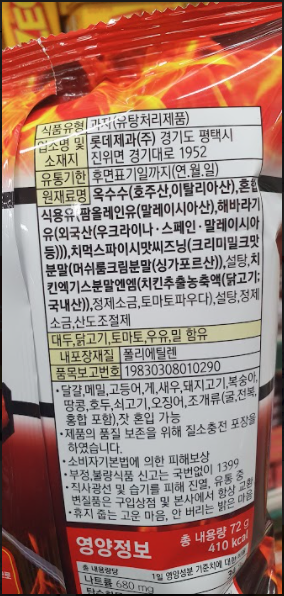 식품유형 과자(유탕처리제품)
업소명 및 소재지 롯데제과(주) 경기도 평택시
진위면 경기대로 1952
유통기한 후면표기일까지(연.월.일)
원재료명 옥수수(호주산,이탈리아산),혼합
식용유(팜올레인유(말레이시아산),해바라기
유(외국산(우크라이나·스페인·말레이시아
등))),치먹스파이시맛씨즈닝(크리미밀크맛
분말(머쉬룸크림분말(싱가포르산)),설탕,치
킨엑기스분말엔엠(치킨추출농축액(닭고기;
국내산)),정제소금,토마토파우다),설탕,정제
소금,산도조절제
대두,닭고기,토마토,우유,밀 함유
내포장재질 폴리에틸렌
품목보고번호 19830308010290
·달걀,메밀,고등어,게,새우,돼지고기,복숭아,
땅콩,호두,쇠고기,오징어,조개류(굴,전복,
홍합 포함),잣 혼입 가능
·제품의 품질 보존을 위해 질소충전 포장을
하였습니다.
·소비자기본법에 의한 피해보상
·부정,불량식품 신고는 국번없이 1399
·직사광선 및 습기를 피해 진열, 유통 중
변질품은 구입상점 및 본사에서 항상 교환
·휴지 줍는 고운 마음, 안 버리는 밝은 마음
영양정보 총 내용량 72 g
410 kcal
총 내용량당 1일 영양성분 기준치에 대한
나트륨 680 mg